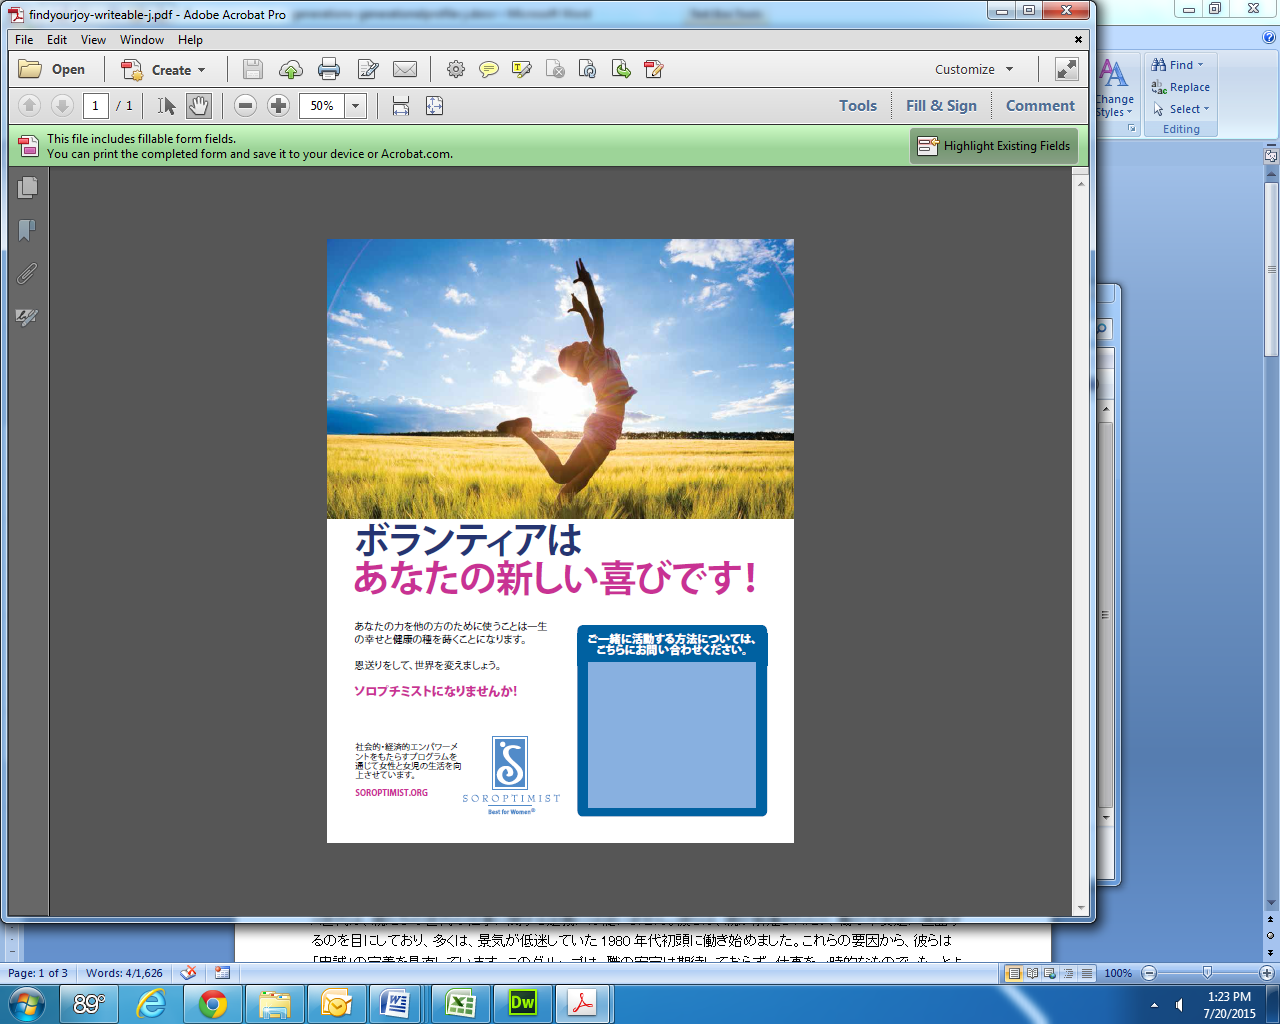 findyourjoy-writeable-j.pdf - Adobe Acrobat Pro
File Edit View Window Help
Open Create Customize
1 / 1 50% Tools Fill & Sign Comment
This file includes fillable form fields.
You can print the completed form and save it to your device or Acrobat.com.
Highlight Existing Fields
Find
Replace
Select
Change
Styles
Editing
ボランティアは
あなたの新しい喜びです!
あなたの力を他の方のために使うことは一生
の幸せと健康の種を蒔くことになります。
恩送りをして、世界を変えましょう。
ソロプチミストになりませんか!
ご一緒に活動する方法については、
こちらにお問い合わせください。
社会的・経済的エンパワーメ
ントをもたらすプログラムを
通じて女性と女児の生活を向
上させています。
SOROPTIMIST.ORG
SOROPTIMIST
Best for Women®
るのを目にしており、多くは、景気が低迷していた 1980 年代初頭に働き始めました。これらの要因から、彼らは
Page: 1 of 3 Words: 4/1,626 100%
89° Dw
1:23 PM
7/20/2015